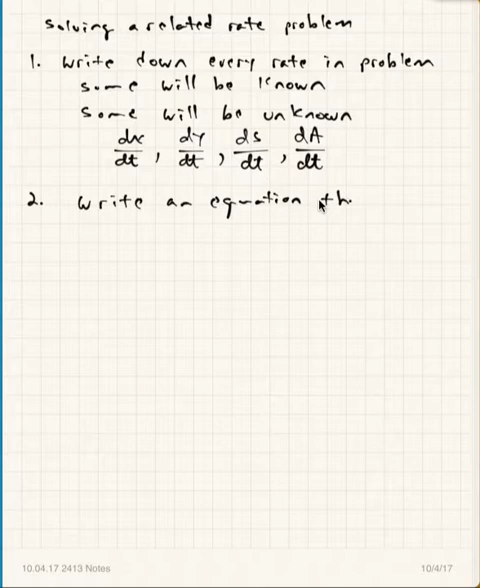 Solving a related rate problem
1. Write down every rate in problem
some will be known
some will be unknown
dx/dt, dy/dt, ds/dt, dA/dt
2. Write an equation th
10.04.17 2413 Notes
10/4/17